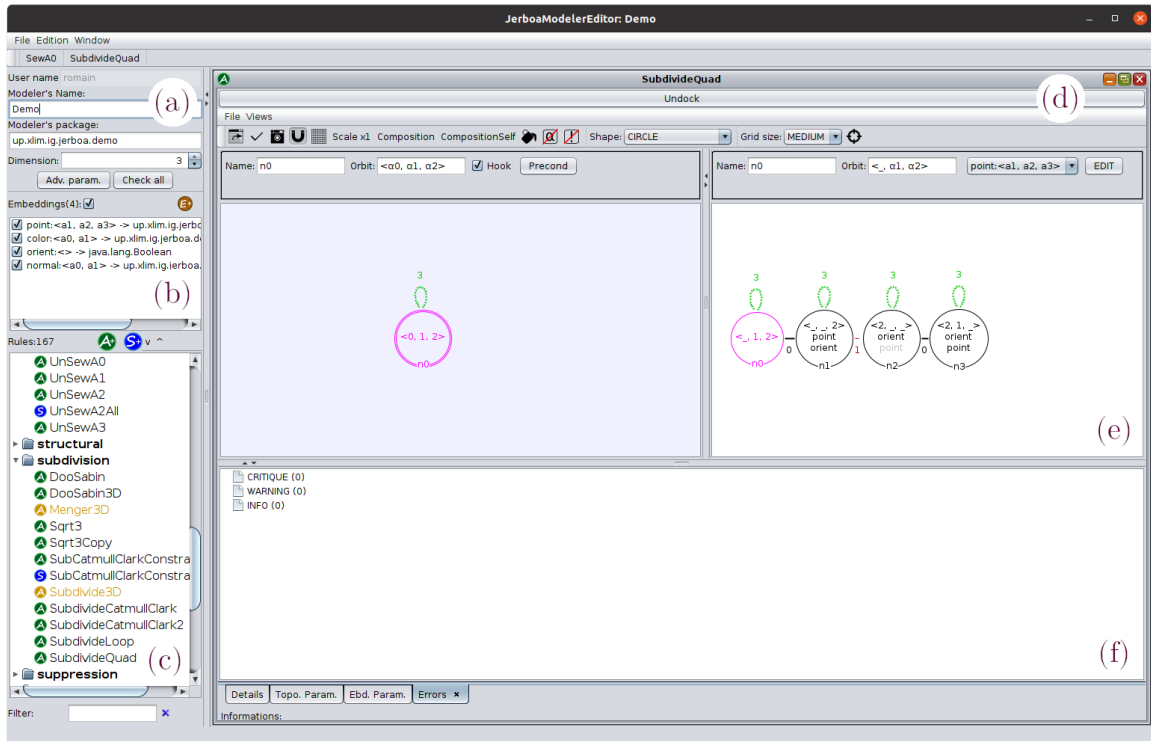 JerboaModelerEditor: Demo
File Edition Window
SewA0 SubdivideQuad
User name romain
Modeler's Name:
Demo
(a)
Modeler's package:
up.xlim.ig.jerboa.demo
Dimension: 3
Adv. param. Check all
Embeddings(4):
E+
point:<a1, a2, a3> -> up.xlim.ig.jerbo
color:<a0, a1> -> up.xlim.ig.jerboa.d
orient:<> -> java.lang.Boolean
normal:<a0, a1> -> up.xlim.ig.jerboa.
(b)
Rules:167 A+ S+ v ^
A UnSewA0
A UnSewA1
A UnSewA2
S UnSewA2All
A UnSewA3
structural
subdivision
A DooSabin
A DooSabin3D
A Menger3D
A Sqrt3
A Sqrt3Copy
A SubCatmullClarkConstra
S SubCatmullClarkConstra
A Subdivide3D
A SubdivideCatmullClark
A SubdivideCatmullClark2
A SubdivideLoop
A SubdivideQuad
(c)
suppression
Filter:
A SubdivideQuad
Undock
(d)
File Views
Scale x1 Composition CompositionSelf α Shape: CIRCLE Grid size: MEDIUM
Name: n0 Orbit: <α0, α1, α2> Hook Precond
Name: n0 Orbit: <_, α1, α2> point:<a1, a2, a3> EDIT
3
<0, 1, 2>
n0
3 3 3 3
<_, 1, 2>
n0
0
<_, _, 2>
point
orient
n1
1
<2, _, _>
orient
point
n2
0
<2, 1, _>
orient
point
n3
(e)
CRITIQUE (0)
WARNING (0)
INFO (0)
(f)
Details Topo. Param. Ebd. Param. Errors ×
Informations: